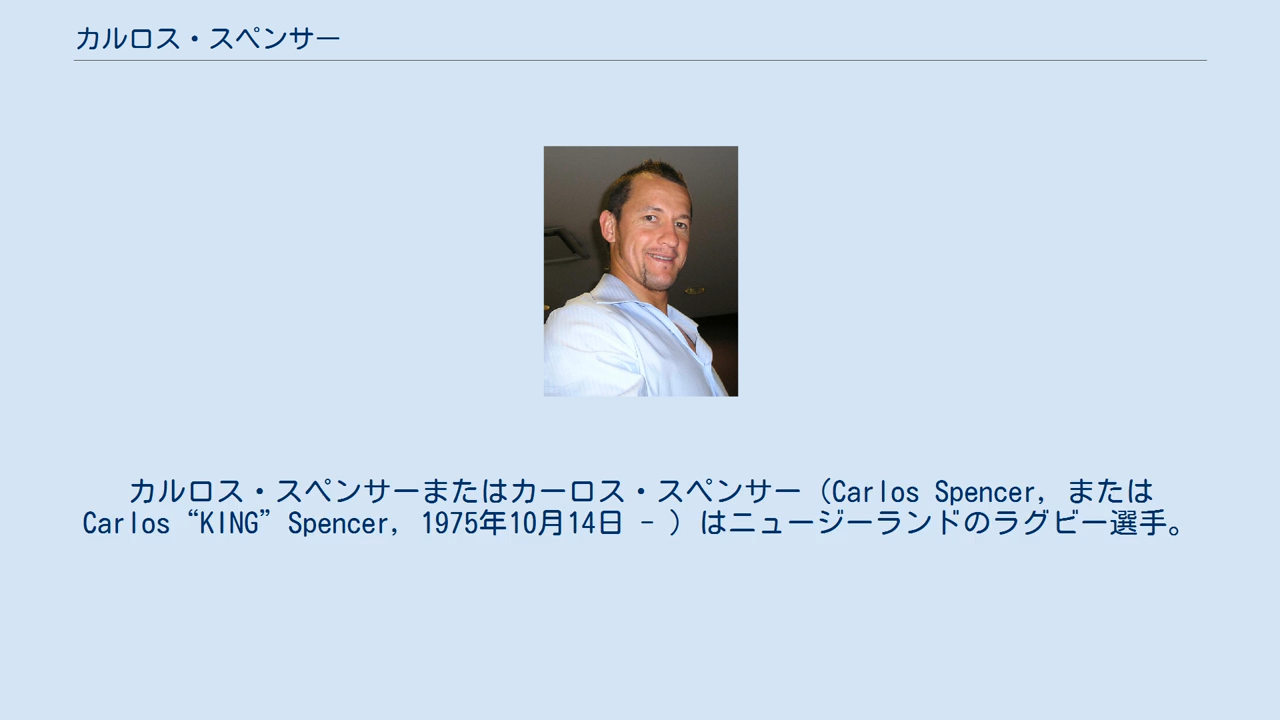 カルロス・スペンサー
カルロス・スペンサーまたはカーロス・スペンサー（Carlos Spencer, または
Carlos “KING” Spencer, 1975年10月14日 - ）はニュージーランドのラグビー選手。